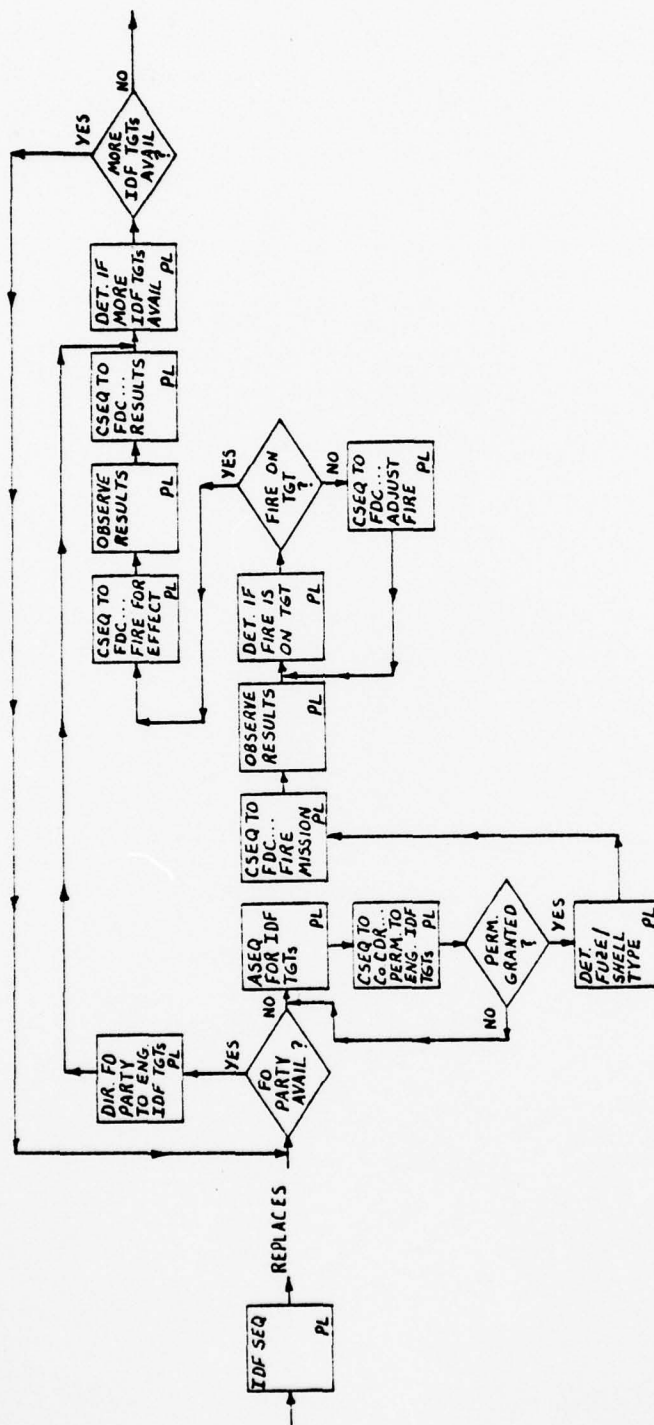 IDF SEQ
PL
REPLACES
FO
PARTY
AVAIL?
YES
NO
DIR. FO
PARTY
TO ENG.
IDF TGTs
PL
ASEQ
FOR IDF
TGTs
PL
CSEQ TO
Co CDR...
PERM. TO
ENG. IDF
TGTs
PL
PERM.
GRANTED
?
NO
YES
DET.
FUZE/
SHELL
TYPE
PL
CSEQ TO
FDC...
FIRE
MISSION
PL
OBSERVE
RESULTS
PL
DET. IF
FIRE IS
ON TGT
PL
FIRE ON
TGT
?
YES
NO
CSEQ TO
FDC...
ADJUST
FIRE
PL
CSEQ TO
FDC...
FIRE FOR
EFFECT
PL
OBSERVE
RESULTS
PL
CSEQ TO
FDC...
RESULTS
PL
DET. IF
MORE
IDF TGTs
AVAIL
PL
MORE
IDF TGTs
AVAIL
?
YES
NO